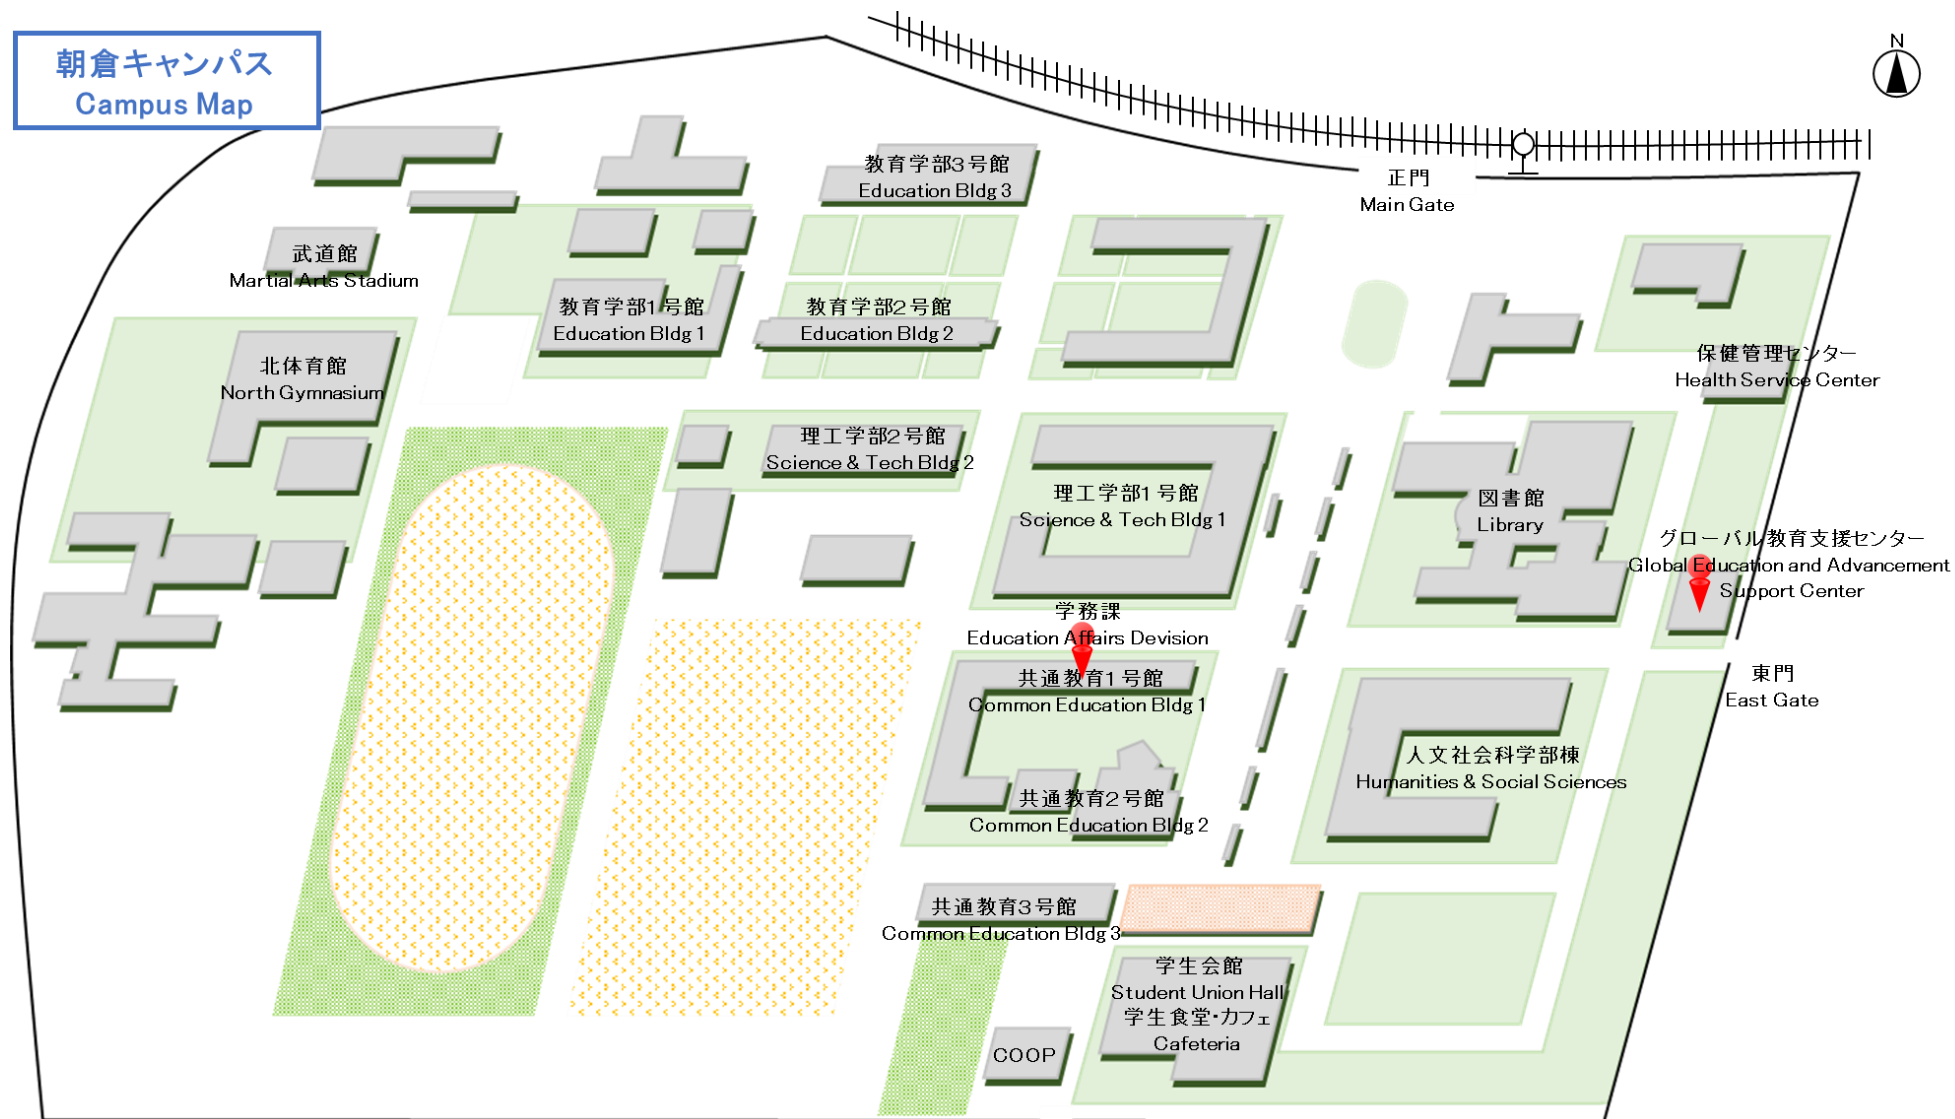 朝倉キャンパス
Campus Map
N
正門
Main Gate
教育学部3号館
Education Bldg 3
武道館
Martial Arts Stadium
教育学部1号館
Education Bldg 1
教育学部2号館
Education Bldg 2
北体育館
North Gymnasium
保健管理センター
Health Service Center
理工学部2号館
Science & Tech Bldg 2
理工学部1号館
Science & Tech Bldg 1
図書館
Library
グローバル教育支援センター
Global Education and Advancement
Support Center
学務課
Education Affairs Devision
共通教育1号館
Common Education Bldg 1
東門
East Gate
人文社会科学部棟
Humanities & Social Sciences
共通教育2号館
Common Education Bldg 2
共通教育3号館
Common Education Bldg 3
学生会館
Student Union Hall
学生食堂・カフェ
Cafeteria
COOP